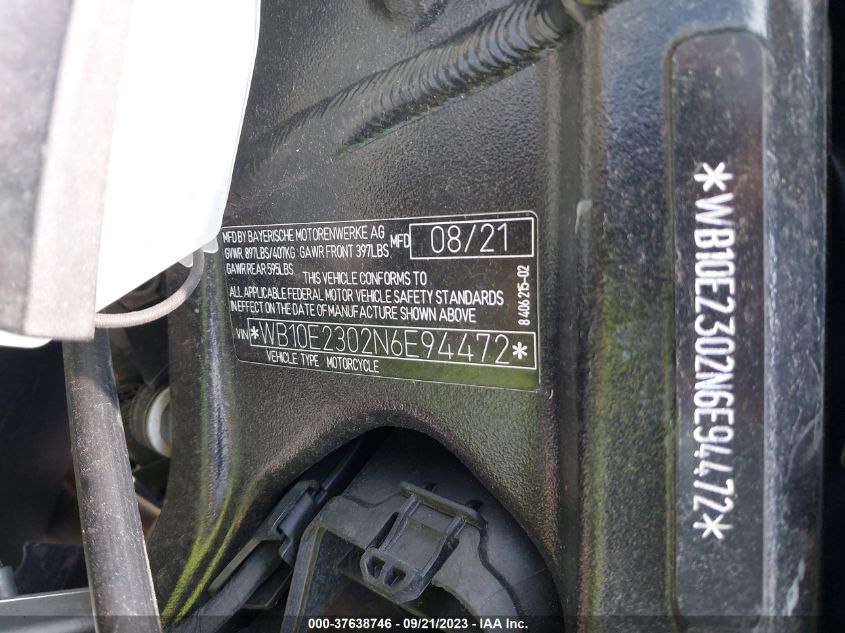 MFD BY BAYERISCHE MOTORENWERKE AG
GVWR 897LBS/407KG GAWR FRONT 397LBS
GAWR REAR 595LBS
MFD 08/21
THIS VEHICLE CONFORMS TO
ALL APPLICABLE FEDERAL MOTOR VEHICLE SAFETY STANDARDS
IN EFFECT ON THE DATE OF MANUFACTURE SHOWN ABOVE
VIN *WB10E2302N6E94472*
VEHICLE TYPE MOTORCYCLE
8 406 215-02
*WB10E2302N6E94472*
000-37638746 - 09/21/2023 - IAA Inc.